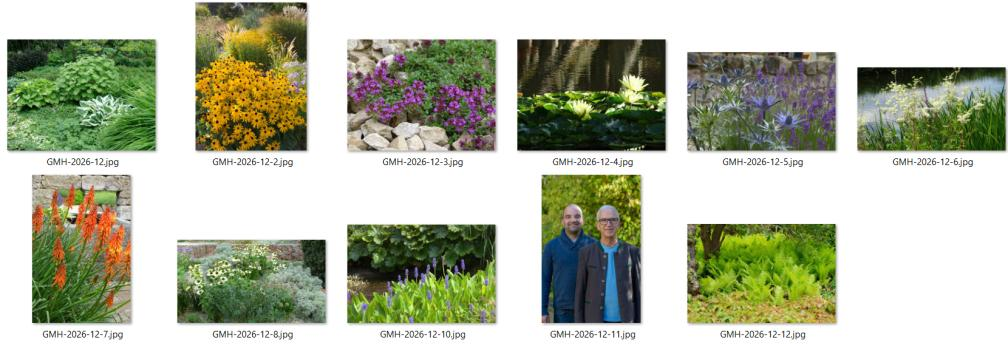 GMH-2026-12.jpg
GMH-2026-12-2.jpg
GMH-2026-12-3.jpg
GMH-2026-12-4.jpg
GMH-2026-12-5.jpg
GMH-2026-12-6.jpg
GMH-2026-12-7.jpg
GMH-2026-12-8.jpg
GMH-2026-12-10.jpg
GMH-2026-12-11.jpg
GMH-2026-12-12.jpg